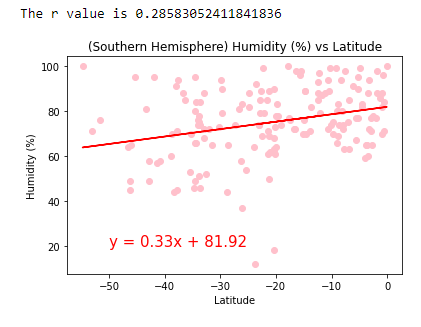 The r value is 0.28583052411841836
(Southern Hemisphere) Humidity (%) vs Latitude
100
80
60
40
20
Humidity (%)
y = 0.33x + 81.92
−50
−40
−30
−20
−10
0
Latitude